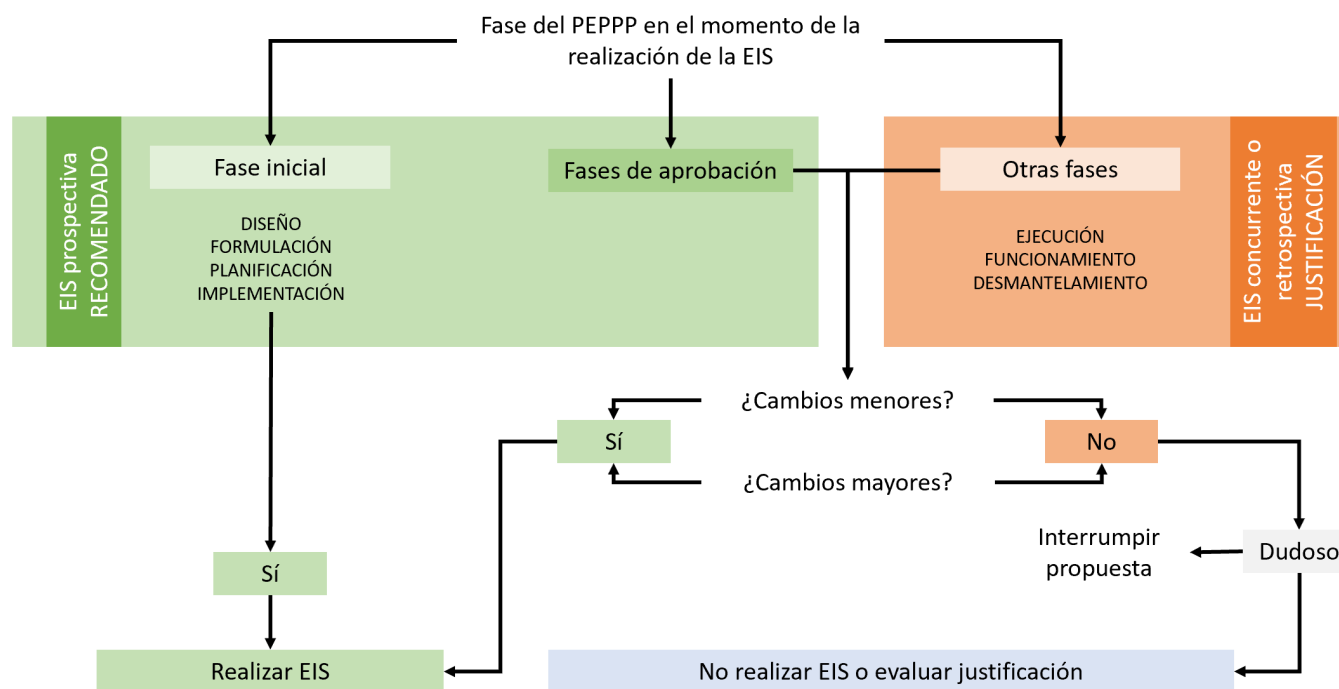 Fase del PEPPP en el momento de la
realización de la EIS
EIS prospectiva
RECOMENDADO
Fase inicial
DISEÑO
FORMULACIÓN
PLANIFICACIÓN
IMPLEMENTACIÓN
Fases de aprobación
Otras fases
EJECUCIÓN
FUNCIONAMIENTO
DESMANTELAMIENTO
EIS concurrente o
retrospectiva
JUSTIFICACIÓN
¿Cambios menores?
Sí
No
¿Cambios mayores?
Interrumpir
propuesta
Dudoso
Sí
Realizar EIS
No realizar EIS o evaluar justificación